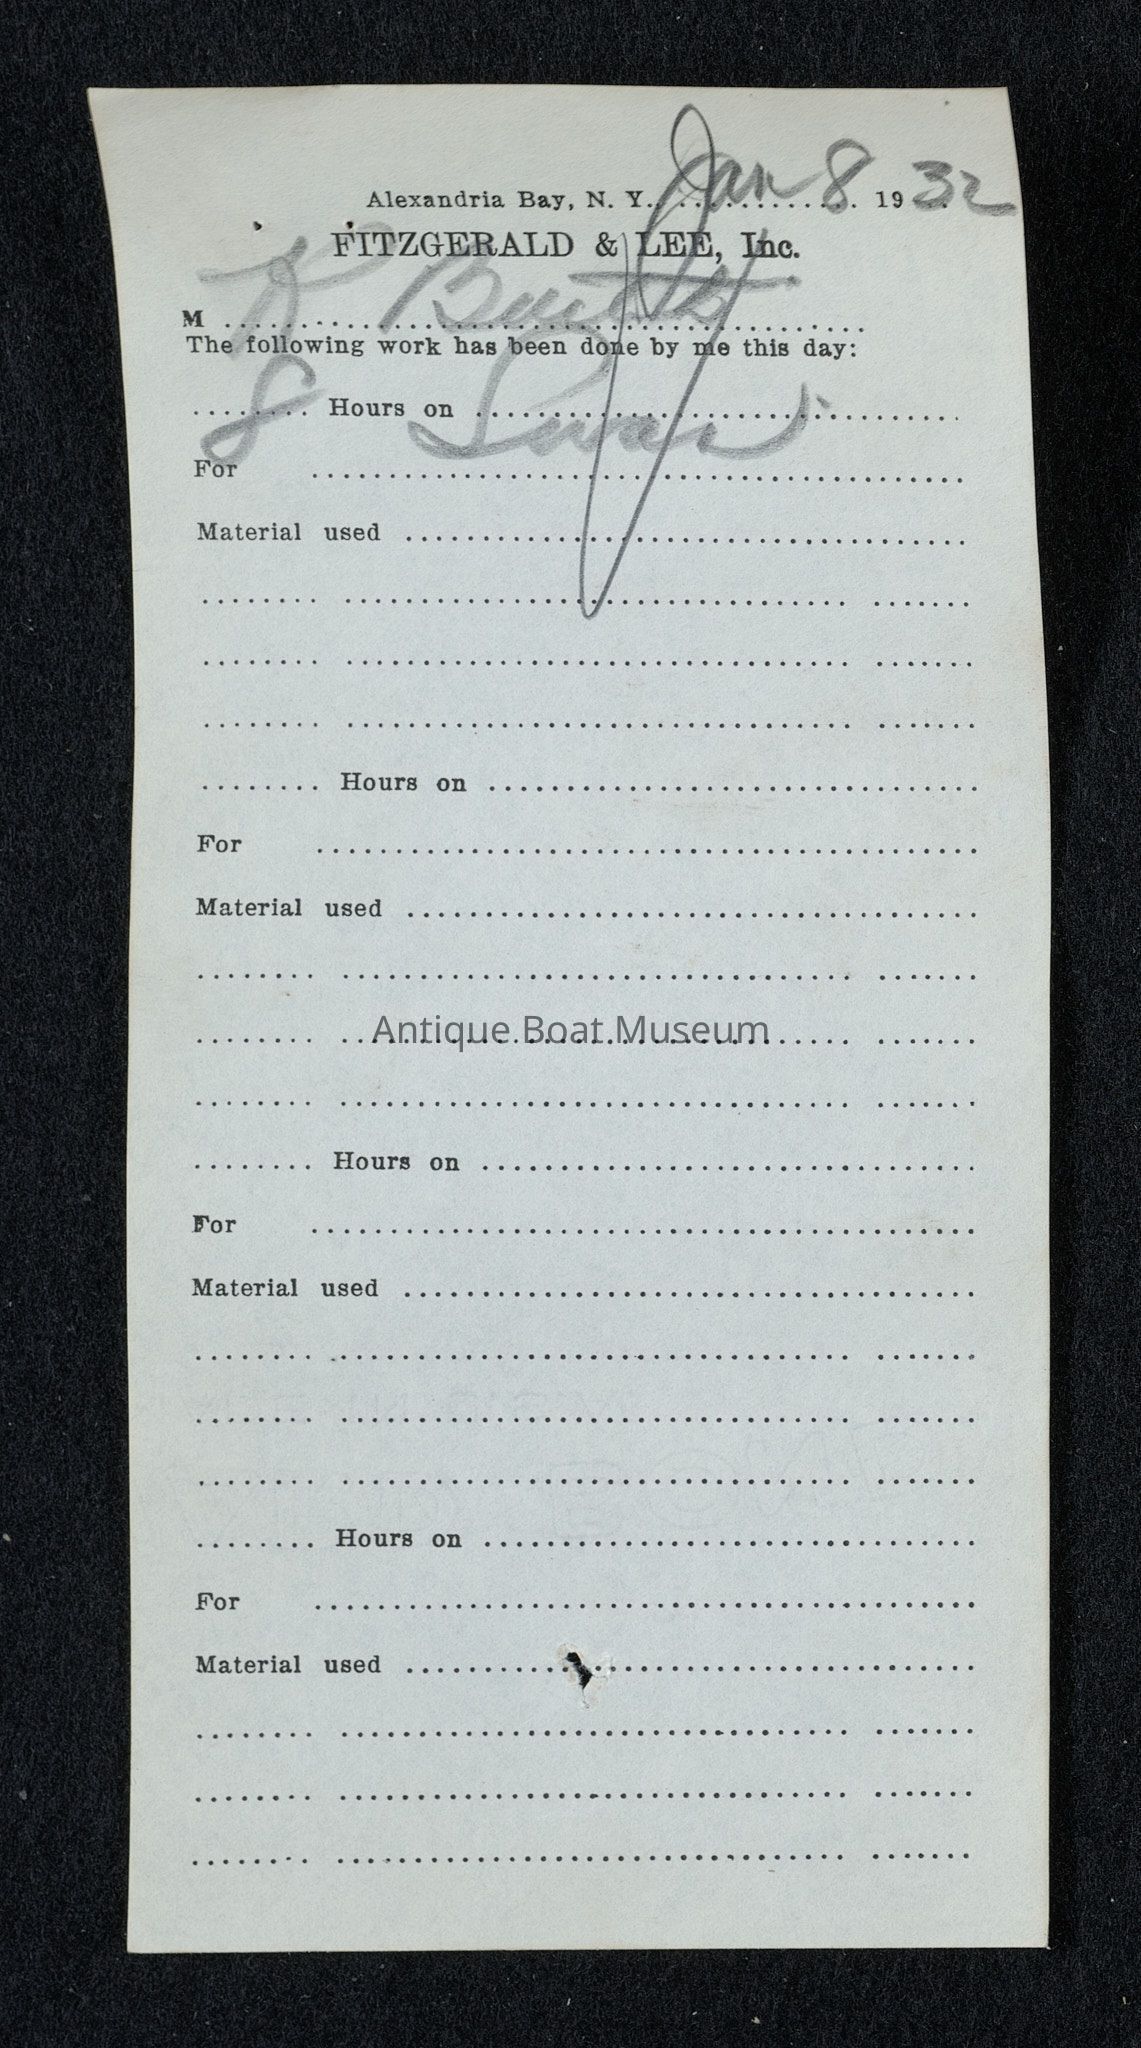 Alexandria Bay, N. Y. Jan 8 1932
FITZGERALD & LEE, Inc.
M
The following work has been done by me this day:
8 Hours on
For
Material used
Hours on
For
Material used
Antique Boat Museum
Hours on
For
Material used
Hours on
For
Material used